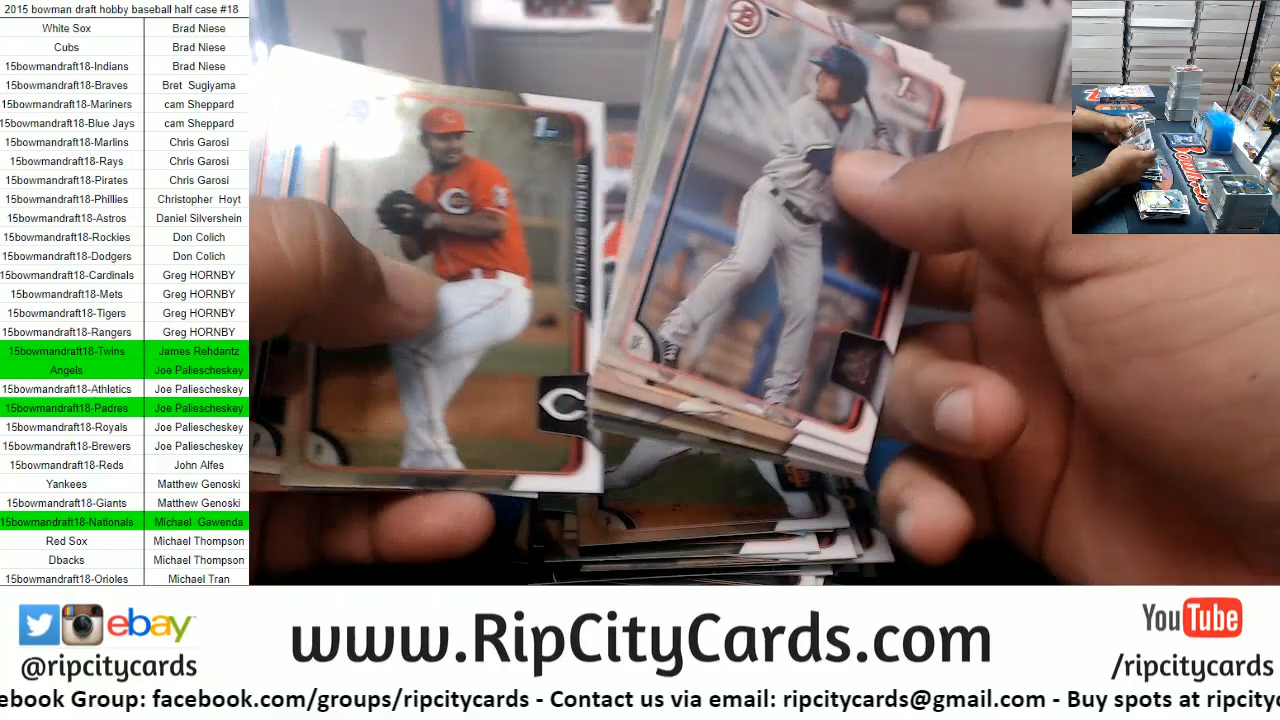 2015 bowman draft hobby baseball half case #18
White Sox Brad Niese
Cubs Brad Niese
15bowmandraft18-Indians Brad Niese
15bowmandraft18-Braves Bret Sugiyama
15bowmandraft18-Mariners cam Sheppard
15bowmandraft18-Blue Jays cam Sheppard
15bowmandraft18-Marlins Chris Garosi
15bowmandraft18-Rays Chris Garosi
15bowmandraft18-Pirates Chris Garosi
15bowmandraft18-Phillies Christopher Hoyt
15bowmandraft18-Astros Daniel Silvershein
15bowmandraft18-Rockies Don Colich
15bowmandraft18-Dodgers Don Colich
15bowmandraft18-Cardinals Greg HORNBY
15bowmandraft18-Mets Greg HORNBY
15bowmandraft18-Tigers Greg HORNBY
15bowmandraft18-Rangers Greg HORNBY
15bowmandraft18-Twins James Rehdantz
Angels Joe Paliescheskey
15bowmandraft18-Athletics Joe Paliescheskey
15bowmandraft18-Padres Joe Paliescheskey
15bowmandraft18-Royals Joe Paliescheskey
15bowmandraft18-Brewers Joe Paliescheskey
15bowmandraft18-Reds John Alfes
Yankees Matthew Genoski
15bowmandraft18-Giants Matthew Genoski
15bowmandraft18-Nationals Michael Gawenda
Red Sox Michael Thompson
Dbacks Michael Thompson
15bowmandraft18-Orioles Michael Tran
ANTONIO SANTILLAN
ebay
@ripcitycards
www.RipCityCards.com
YouTube
/ripcitycards
ebook Group: facebook.com/groups/ripcitycards - Contact us via email: ripcitycards@gmail.com - Buy spots at ripcity